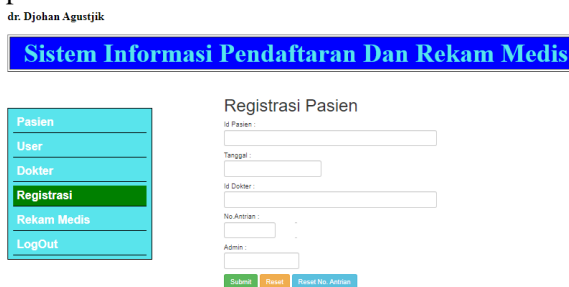 dr. Djohan Agustjik
Sistem Informasi Pendaftaran Dan Rekam Medis
Registrasi Pasien
Id Pasien :
Tanggal :
Id Dokter :
No.Antrian :
Admin :
Submit Reset Reset No. Antrian
Pasien
User
Dokter
Registrasi
Rekam Medis
LogOut